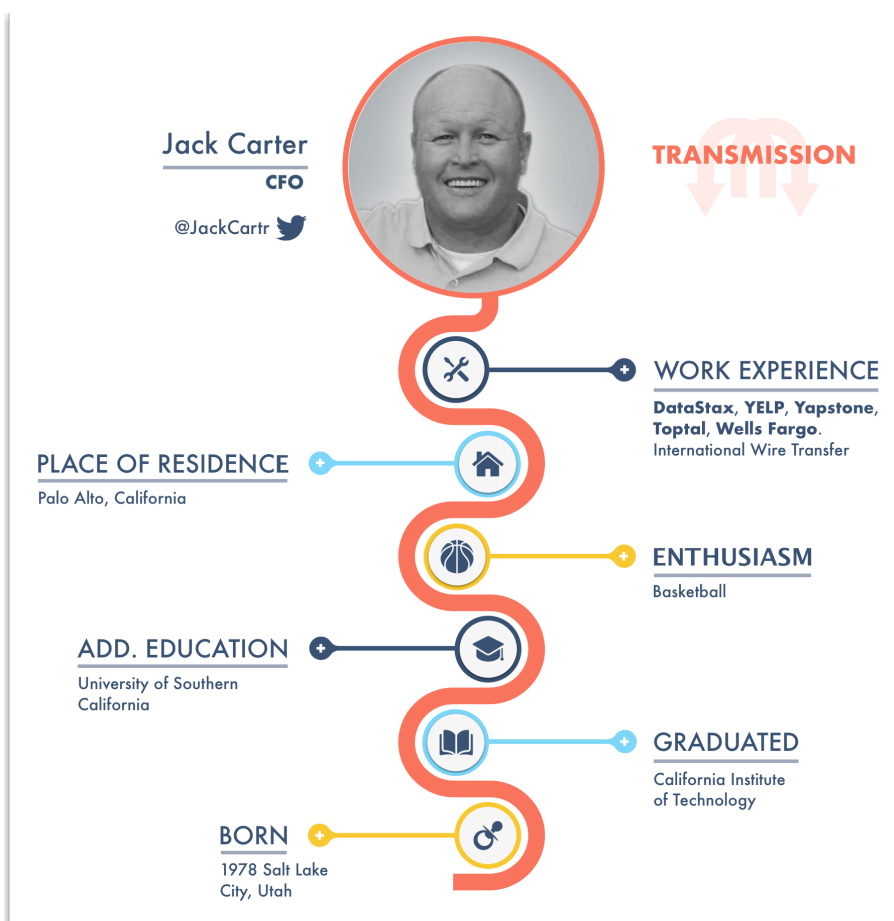 Jack Carter
CFO
@JackCartr
TRANSMISSION
WORK EXPERIENCE
DataStax, YELP, Yapstone,
Toptal, Wells Fargo.
International Wire Transfer
PLACE OF RESIDENCE
Palo Alto, California
ENTHUSIASM
Basketball
ADD. EDUCATION
University of Southern
California
GRADUATED
California Institute
of Technology
BORN
1978 Salt Lake
City, Utah